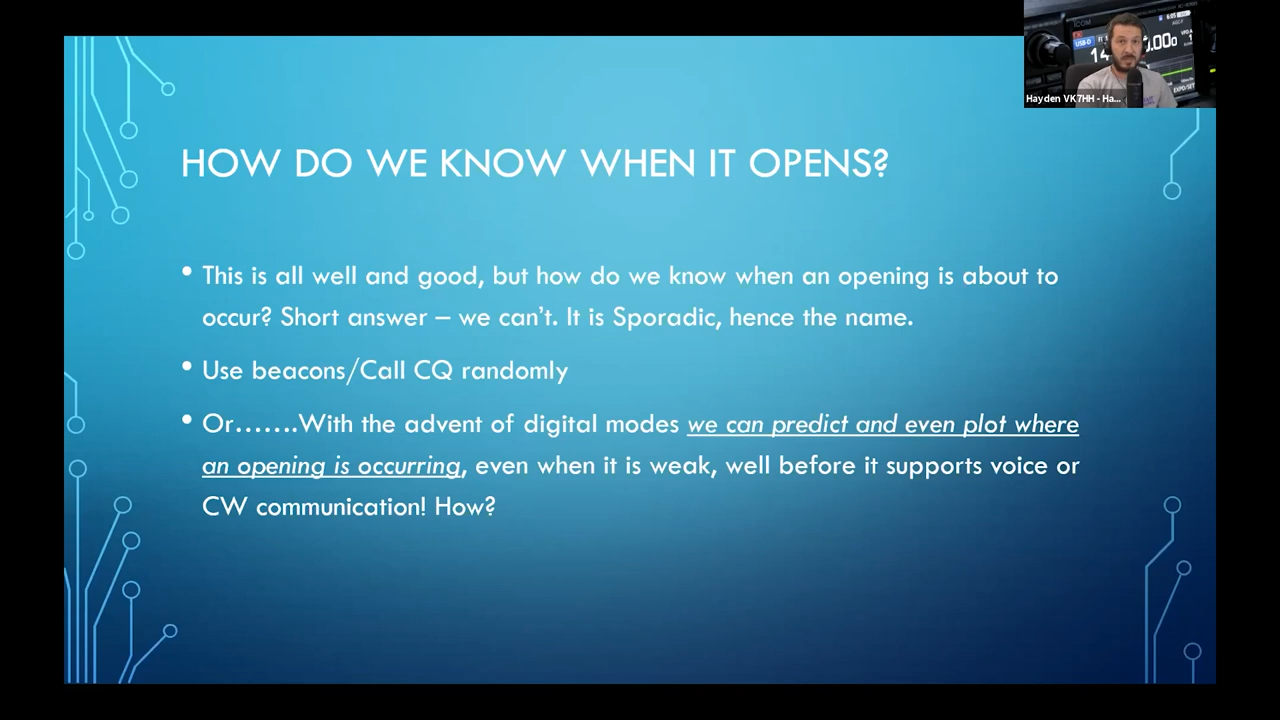 HOW DO WE KNOW WHEN IT OPENS?
• This is all well and good, but how do we know when an opening is about to
occur? Short answer – we can't. It is Sporadic, hence the name.
• Use beacons/Call CQ randomly
• Or.......With the advent of digital modes we can predict and even plot where
an opening is occurring, even when it is weak, well before it supports voice or
CW communication! How?
ICOM
USB-D
Hayden VK7HH - Ha...